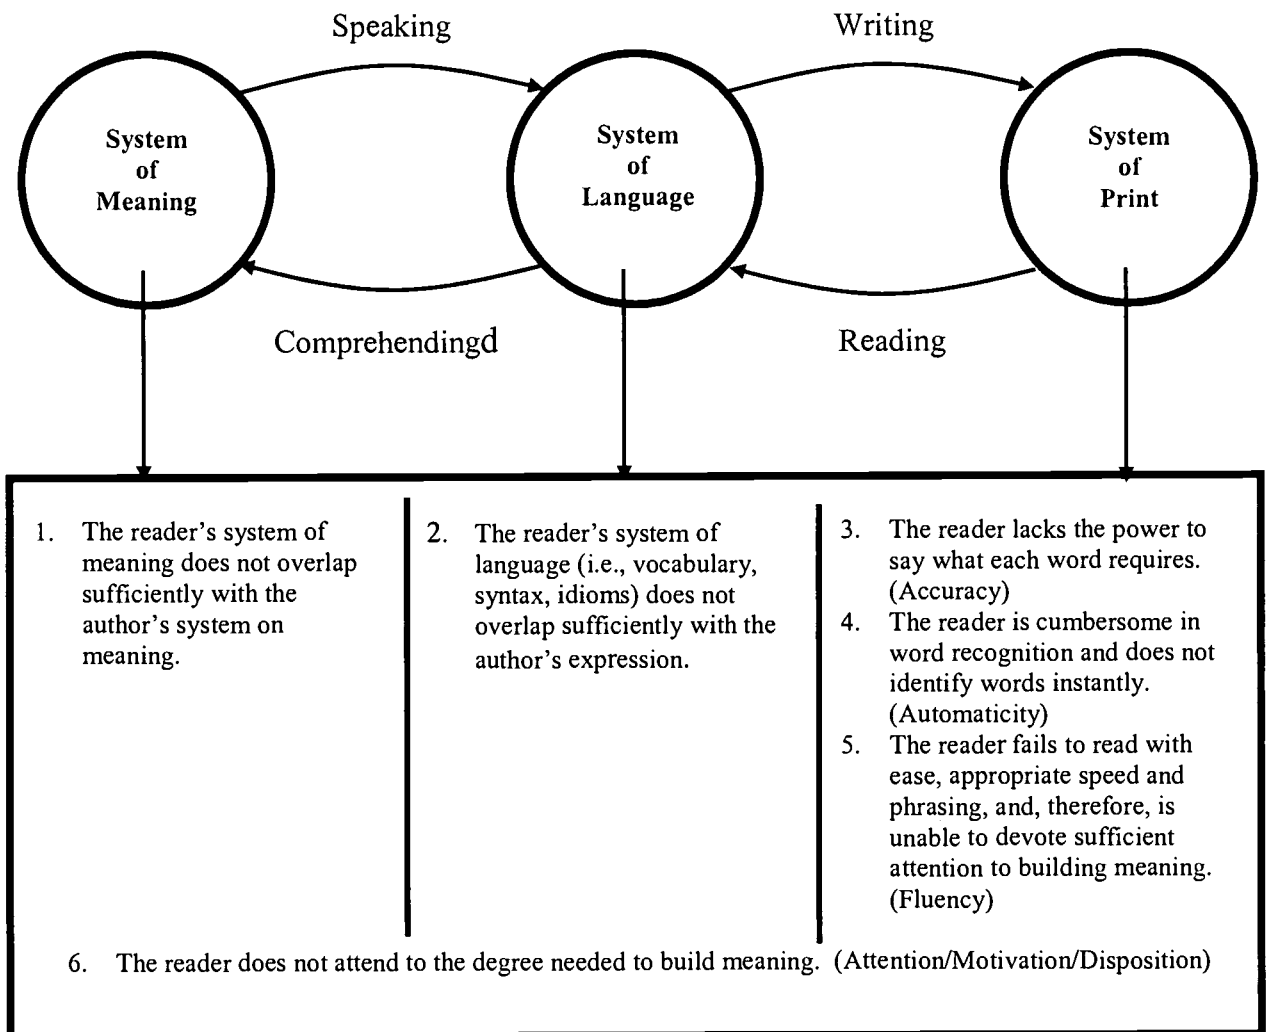 Speaking
Writing
System
of
Meaning
System
of
Language
System
of
Print
Comprehendingd
Reading
1. The reader's system of
meaning does not overlap
sufficiently with the
author's system on
meaning.
2. The reader's system of
language (i.e., vocabulary,
syntax, idioms) does not
overlap sufficiently with the
author's expression.
3. The reader lacks the power to
say what each word requires.
(Accuracy)
4. The reader is cumbersome in
word recognition and does not
identify words instantly.
(Automaticity)
5. The reader fails to read with
ease, appropriate speed and
phrasing, and, therefore, is
unable to devote sufficient
attention to building meaning.
(Fluency)
6. The reader does not attend to the degree needed to build meaning. (Attention/Motivation/Disposition)